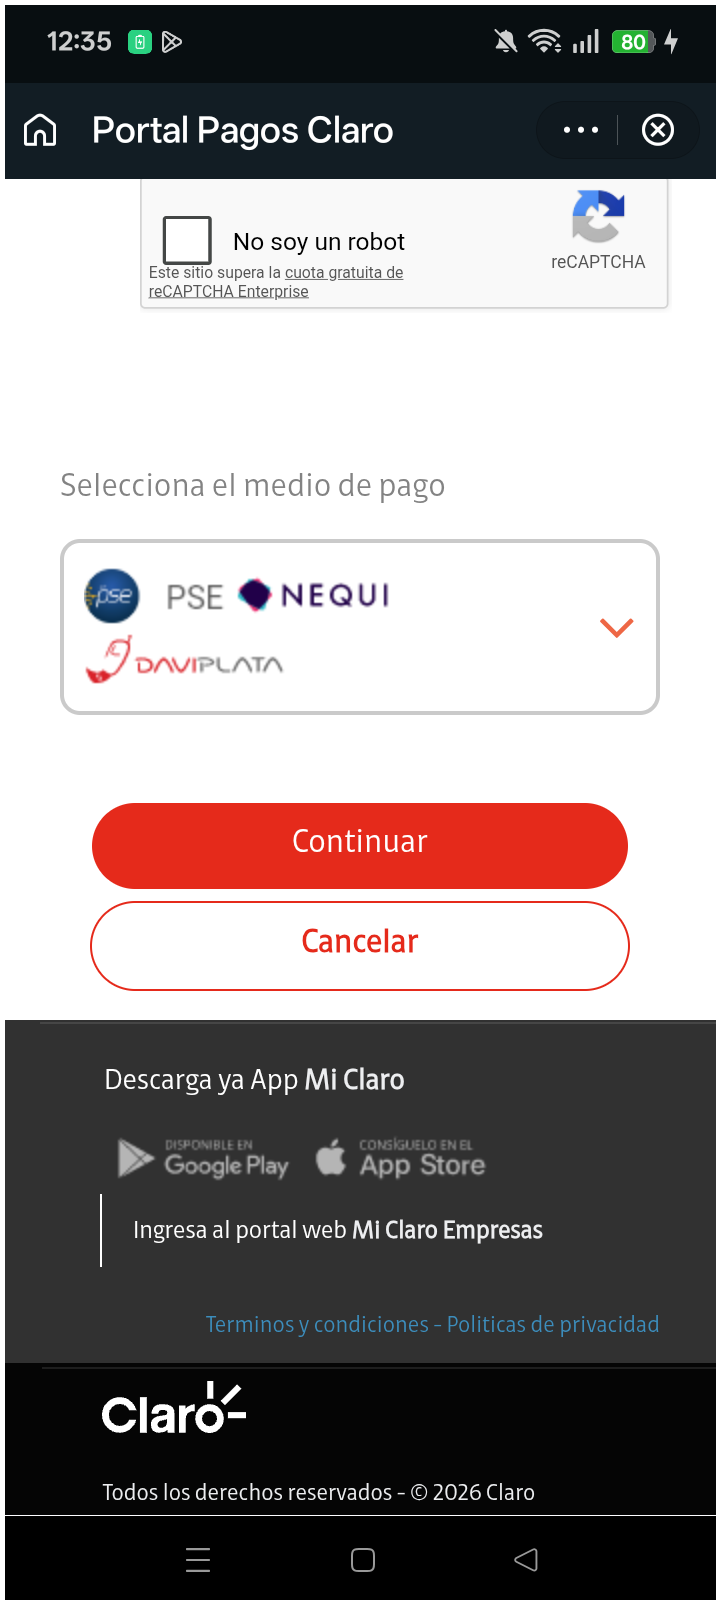 12:35
80
Portal Pagos Claro
No soy un robot
Este sitio supera la cuota gratuita de
reCAPTCHA Enterprise
reCAPTCHA
Selecciona el medio de pago
pse PSE NEQUI
DAVIPLATA
Continuar
Cancelar
Descarga ya App Mi Claro
DISPONIBLE EN
Google Play
CONSÍGUELO EN EL
App Store
Ingresa al portal web Mi Claro Empresas
Terminos y condiciones - Politicas de privacidad
Claro
Todos los derechos reservados - © 2026 Claro